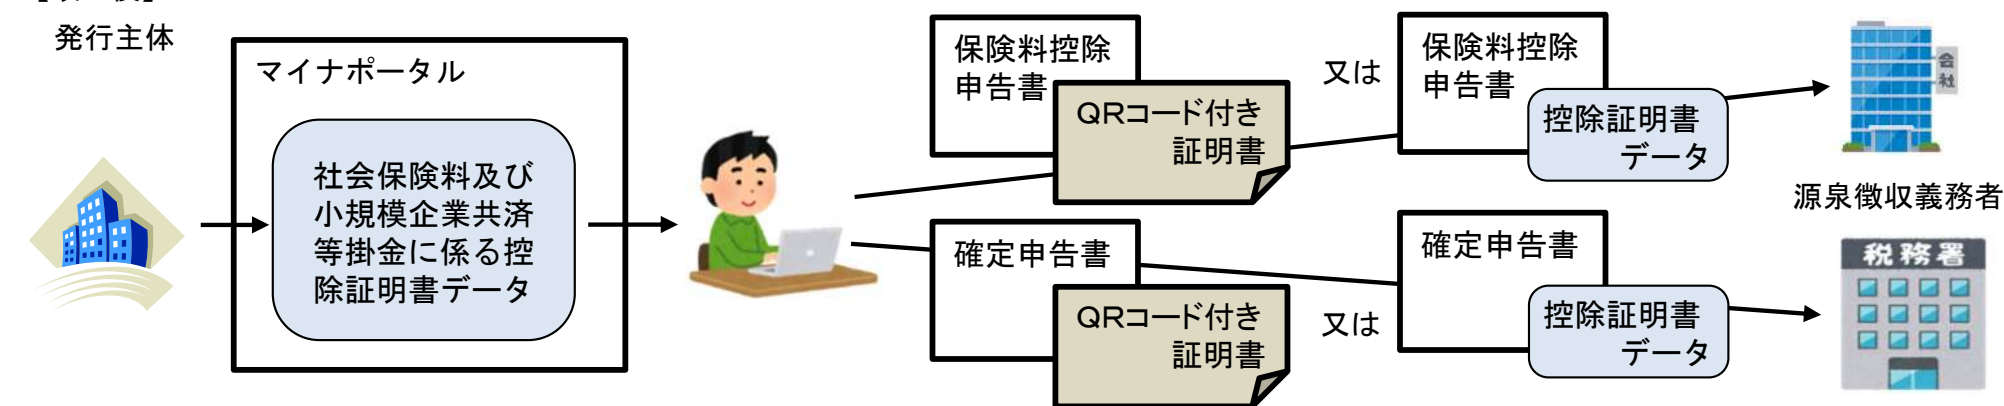 発行主体
マイナポータル
社会保険料及び
小規模企業共済
等掛金に係る控
除証明書データ
保険料控除
申告書
QRコード付き
証明書
又は
保険料控除
申告書
控除証明書
データ
会社
源泉徴収義務者
確定申告書
QRコード付き
証明書
又は
確定申告書
控除証明書
データ
税務署